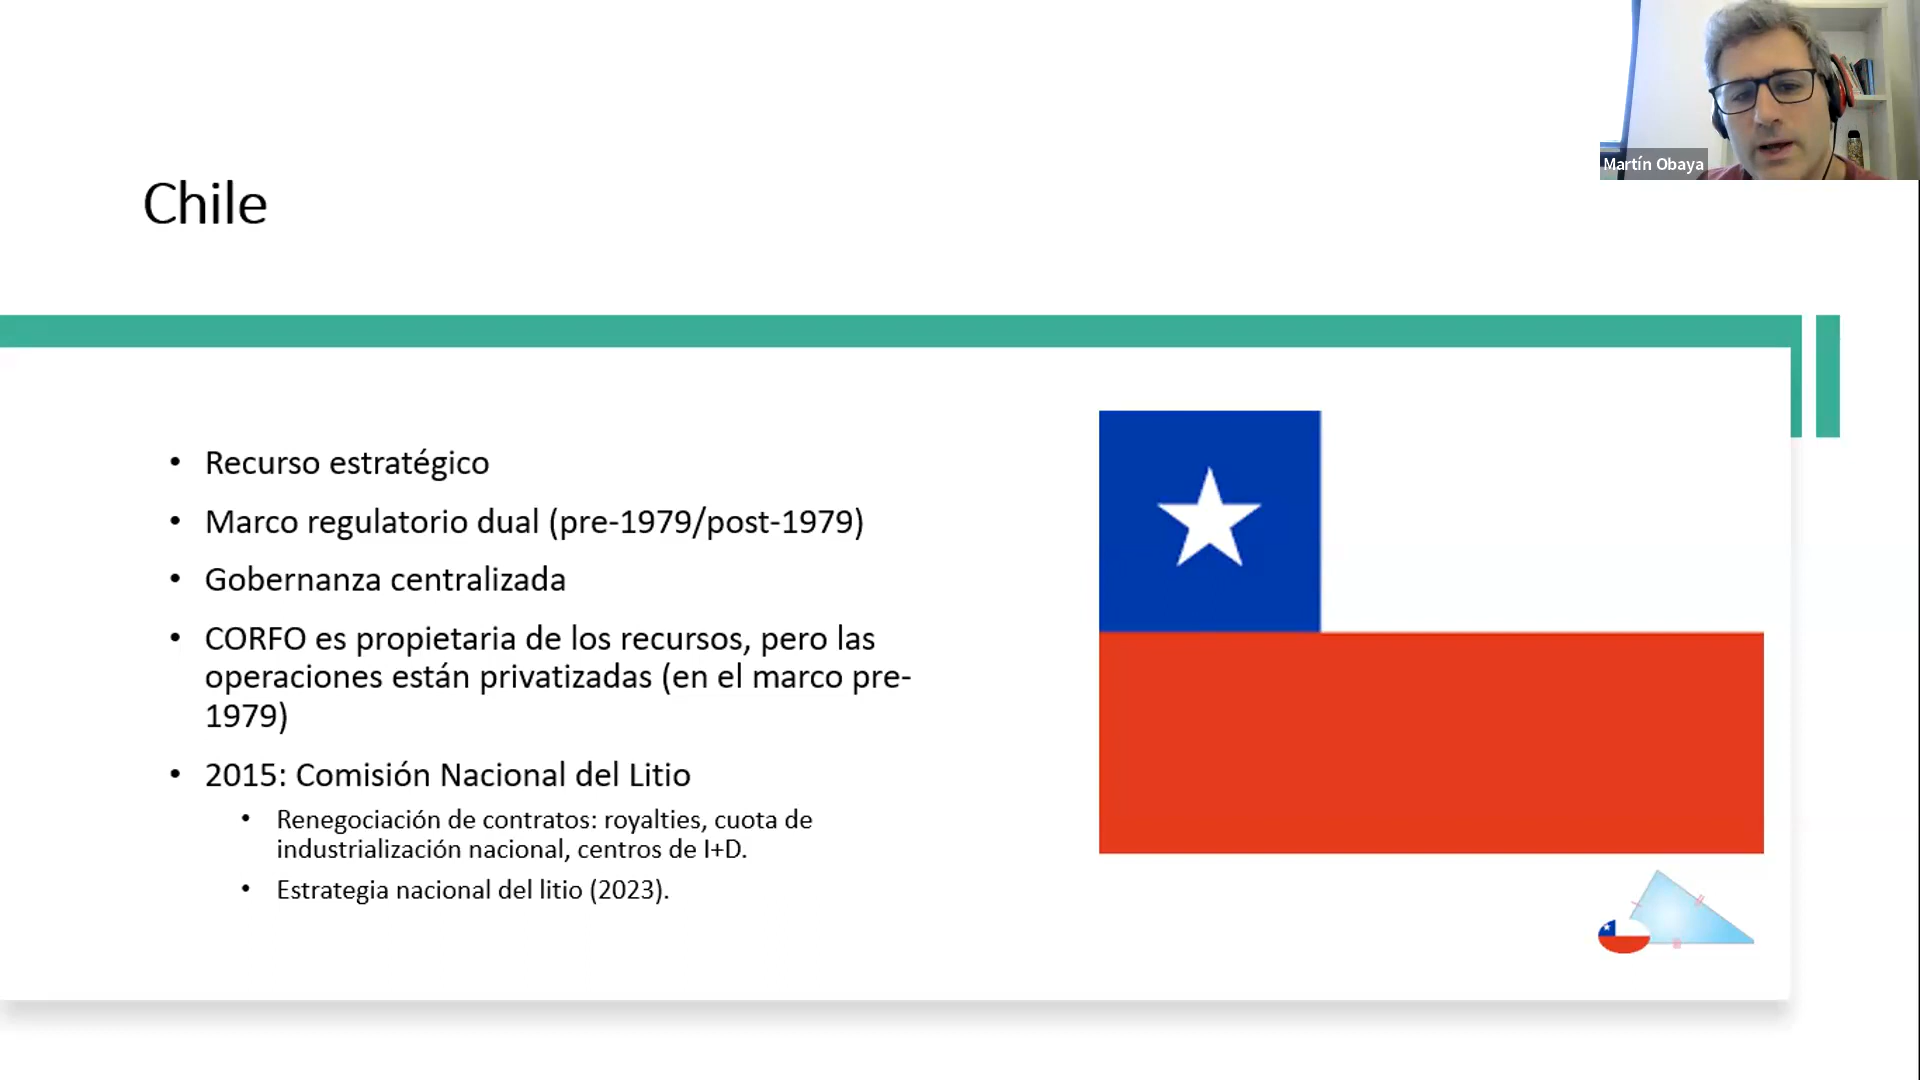 Martín Obaya
Chile
• Recurso estratégico
• Marco regulatorio dual (pre-1979/post-1979)
• Gobernanza centralizada
• CORFO es propietaria de los recursos, pero las
operaciones están privatizadas (en el marco pre-
1979)
• 2015: Comisión Nacional del Litio
• Renegociación de contratos: royalties, cuota de
industrialización nacional, centros de I+D.
• Estrategia nacional del litio (2023).